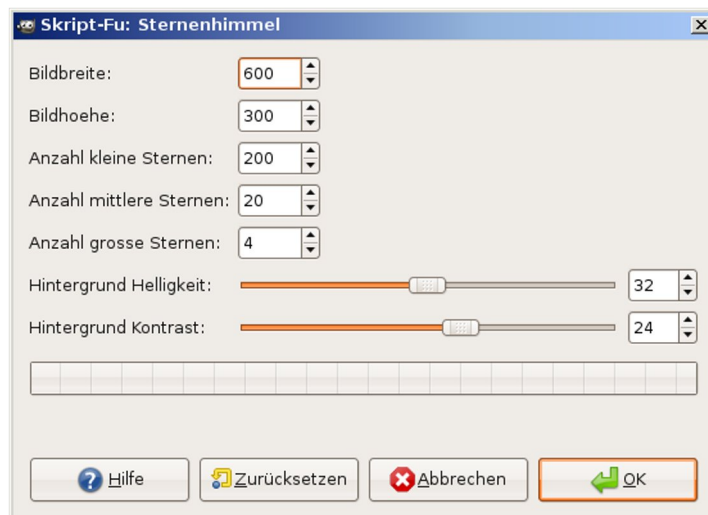 Skript-Fu: Sternenhimmel
Bildbreite: 600
Bildhoehe: 300
Anzahl kleine Sternen: 200
Anzahl mittlere Sternen: 20
Anzahl grosse Sternen: 4
Hintergrund Helligkeit: 32
Hintergrund Kontrast: 24
Hilfe Zurücksetzen Abbrechen OK